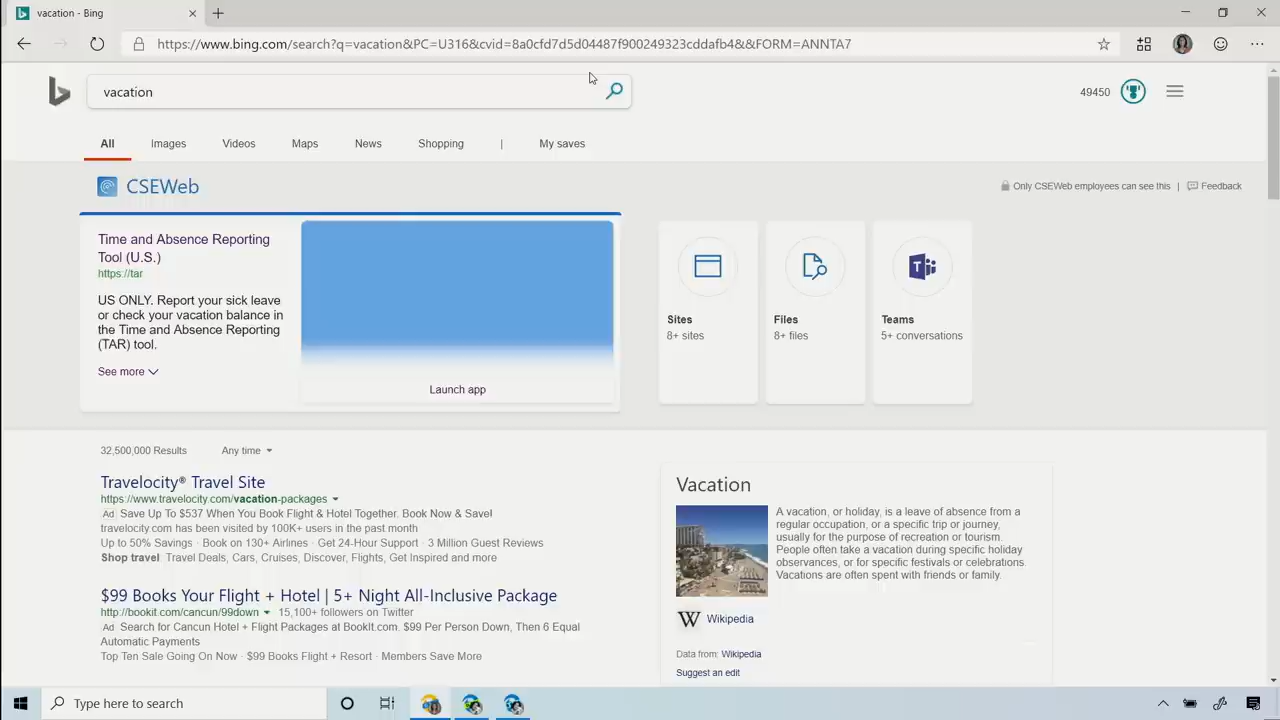 vacation - Bing
https://www.bing.com/search?q=vacation&PC=U316&cvid=8a0cfd7d5d04487f900249323cddafb4&&FORM=ANNTA7
vacation
49450
All Images Videos Maps News Shopping | My saves
CSEWeb
Only CSEWeb employees can see this | Feedback
Time and Absence Reporting
Tool (U.S.)
https://tar
US ONLY. Report your sick leave
or check your vacation balance in
the Time and Absence Reporting
(TAR) tool.
See more
Launch app
Sites
8+ sites
Files
8+ files
Teams
5+ conversations
32,500,000 Results Any time
Travelocity® Travel Site
https://www.travelocity.com/vacation-packages
Ad Save Up To $537 When You Book Flight & Hotel Together. Book Now & Save!
travelocity.com has been visited by 100K+ users in the past month
Up to 50% Savings · Book on 130+ Airlines · Get 24-Hour Support · 3 Million Guest Reviews
Shop travel Travel Deals, Cars, Cruises, Discover, Flights, Get Inspired and more
$99 Books Your Flight + Hotel | 5+ Night All-Inclusive Package
http://bookit.com/cancun/99down 15,100+ followers on Twitter
Ad Search for Cancun Hotel + Flight Packages at BookIt.com. $99 Per Person Down, Then 6 Equal
Automatic Payments
Top Ten Sale Going On Now · $99 Books Flight + Resort · Members Save More
Vacation
A vacation, or holiday, is a leave of absence from a
regular occupation, or a specific trip or journey,
usually for the purpose of recreation or tourism.
People often take a vacation during specific holiday
observances, or for specific festivals or celebrations.
Vacations are often spent with friends or family.
W Wikipedia
Data from: Wikipedia
Suggest an edit
Type here to search